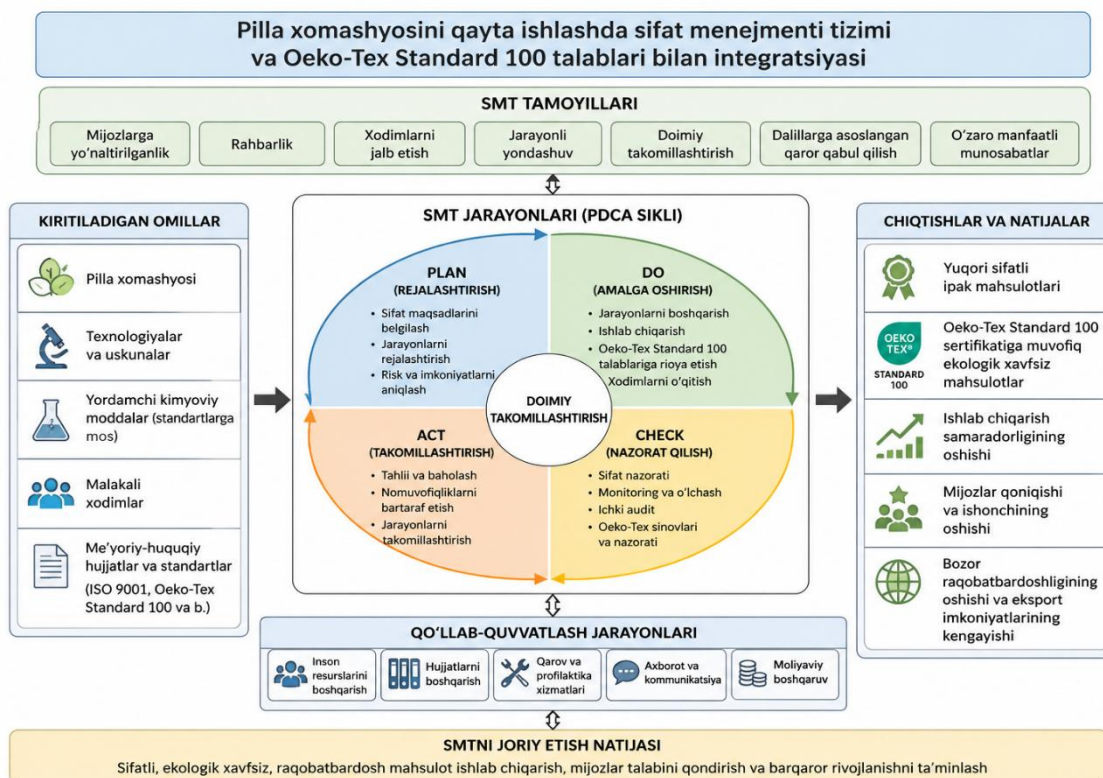 Pilla xomashyosini qayta ishlashda sifat menejmenti tizimi
va Oeko-Tex Standard 100 talablari bilan integratsiyasi
SMT TAMOYILLARI
Mijozlarga
yo‘naltirilganlik
Rahbarlik
Xodimlarni
jalb etish
Jarayonli
yondashuv
Doimiy
takomillashtirish
Dalillarga asoslangan
qaror qabul qilish
O‘zaro manfaatli
munosabatlar
KIRITILADIGAN OMILLAR
Pilla xomashyosi
Texnologiyalar
va uskunalar
Yordamchi kimyoviy
moddalar (standartlarga
mos)
Malakali
xodimlar
Me’yoriy-huquqiy
hujjatlar va standartlar
(ISO 9001, Oeko-Tex
Standard 100 va b.)
SMT JARAYONLARI (PDCA SIKLI)
PLAN
(REJALASHTIRISH)
• Sifat maqsadlarini
belgilash
• Jarayonlarni
rejalashtirish
• Risk va imkoniyatlarni
aniqlash
DO
(AMALGA OSHIRISH)
• Jarayonlarni boshqarish
• Ishlab chiqarish
• Oeko-Tex Standard 100
talablariga rioya etish
Xodimlarni o‘qitish
DOIMIY
TAKOMILLASHTIRISH
ACT
(TAKOMILLASHTIRISH)
• Tahlii va baholash
• Nomuvofiqliklarni
bartaraf etish
• Jarayonlarni
takomillashtirish
CHECK
(NAZORAT QILISH)
• Sifat nazorati
• Monitoring va o‘lchash
• Ichki audit
• Oeko-Tex sinovlari
va nazorati
CHIQTISHLAR VA NATIJALAR
Yuqori sifatli
ipak mahsulotlari
OEKO
TEX®
STANDARD
100
Oeko-Tex Standard 100
sertifikatiga muvofiq
ekologik xavfsiz
mahsulotlar
Ishlab chiqarish
samaradorligining
oshishi
Mijozlar qoniqishi
va ishonchining
oshishi
Bozor
raqobatbardoshligining
oshishi va eksport
imkoniyatlarining
kengayishi
QO‘LLAB-QUVVATLASH JARAYONLARI
Inson
resurslarini
boshqarish
Hujjatlarni
boshqarish
Qarov va
profilaktika
xizmatlari
Axborot va
kommunikatsiya
Moliyaviy
boshqaruv
SMTNI JORIY ETISH NATIJASI
Sifatli, ekologik xavfsiz, raqobatbardosh mahsulot ishlab chiqarish, mijozlar talabini qondirish va barqaror rivojlanishni ta’minlash